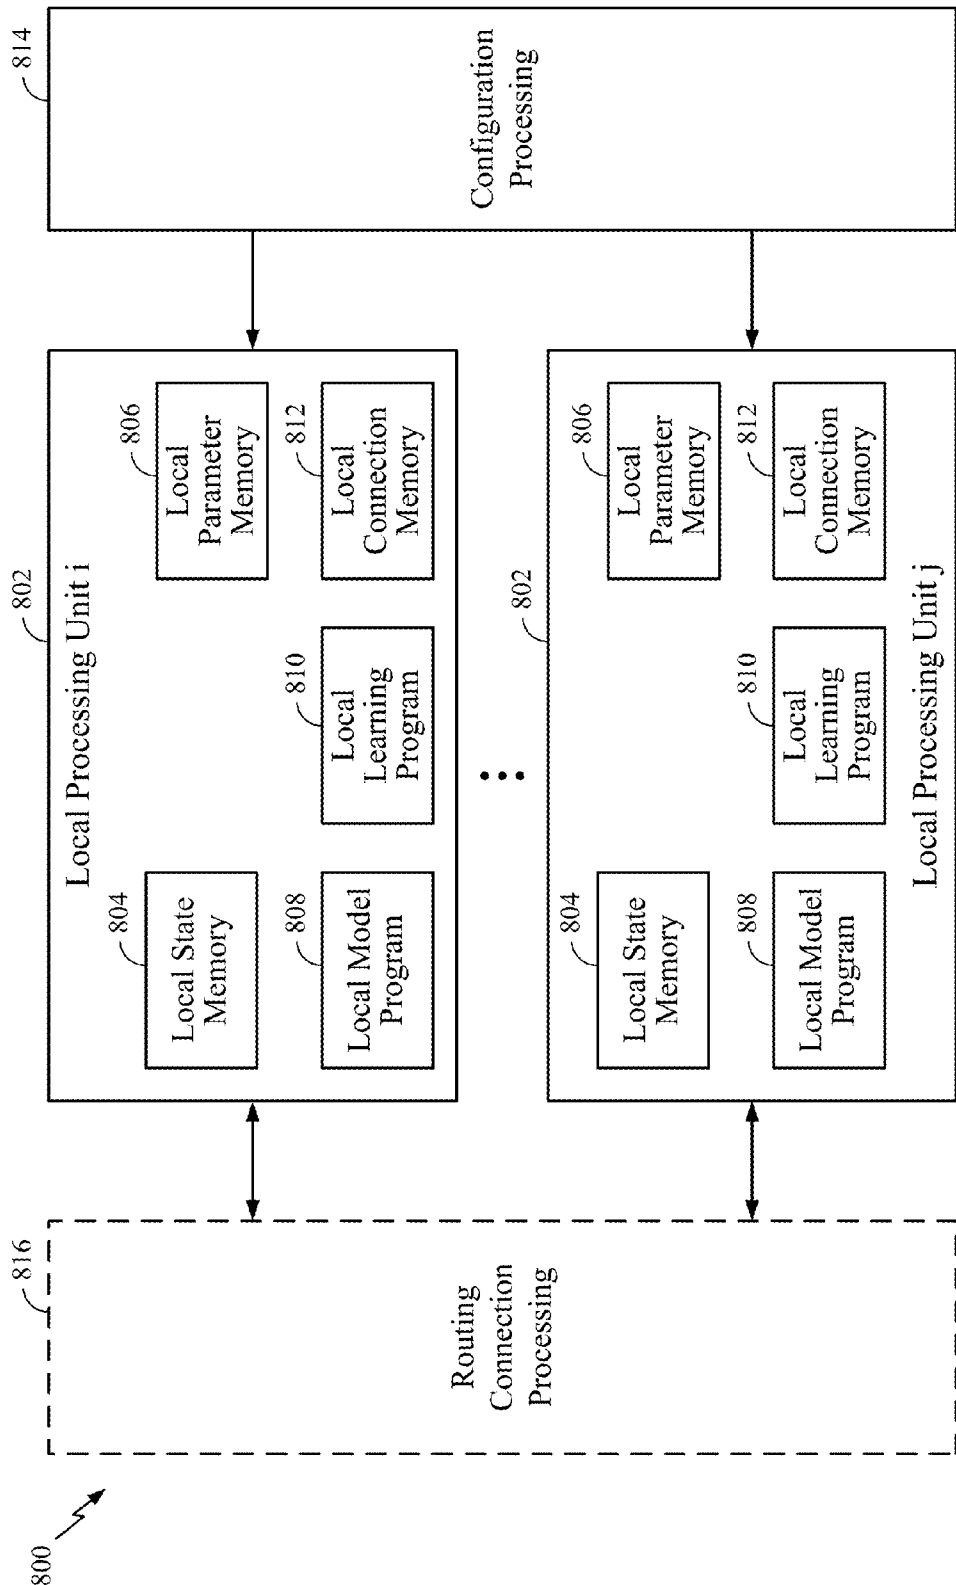 800
816
Routing
Connection
Processing
802
Local Processing Unit i
804
Local State
Memory
806
Local
Parameter
Memory
808
Local Model
Program
810
Local
Learning
Program
812
Local
Connection
Memory
802
804
Local State
Memory
806
Local
Parameter
Memory
808
Local Model
Program
810
Local
Learning
Program
812
Local
Connection
Memory
Local Processing Unit j
814
Configuration
Processing